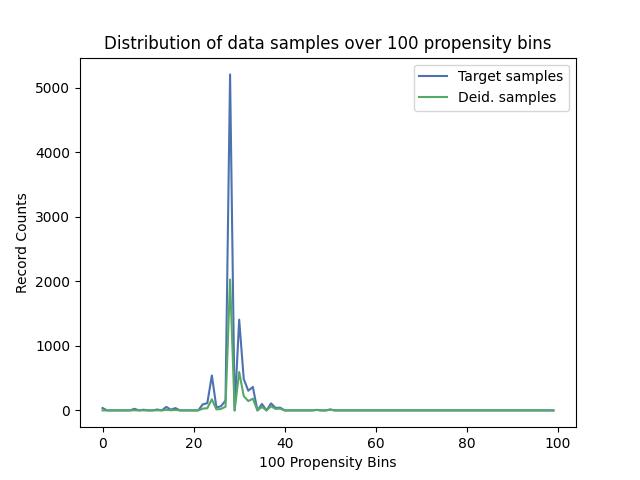 Distribution of data samples over 100 propensity bins
Target samples
Deid. samples
Record Counts
5000
4000
3000
2000
1000
0
0 20 40 60 80 100
100 Propensity Bins